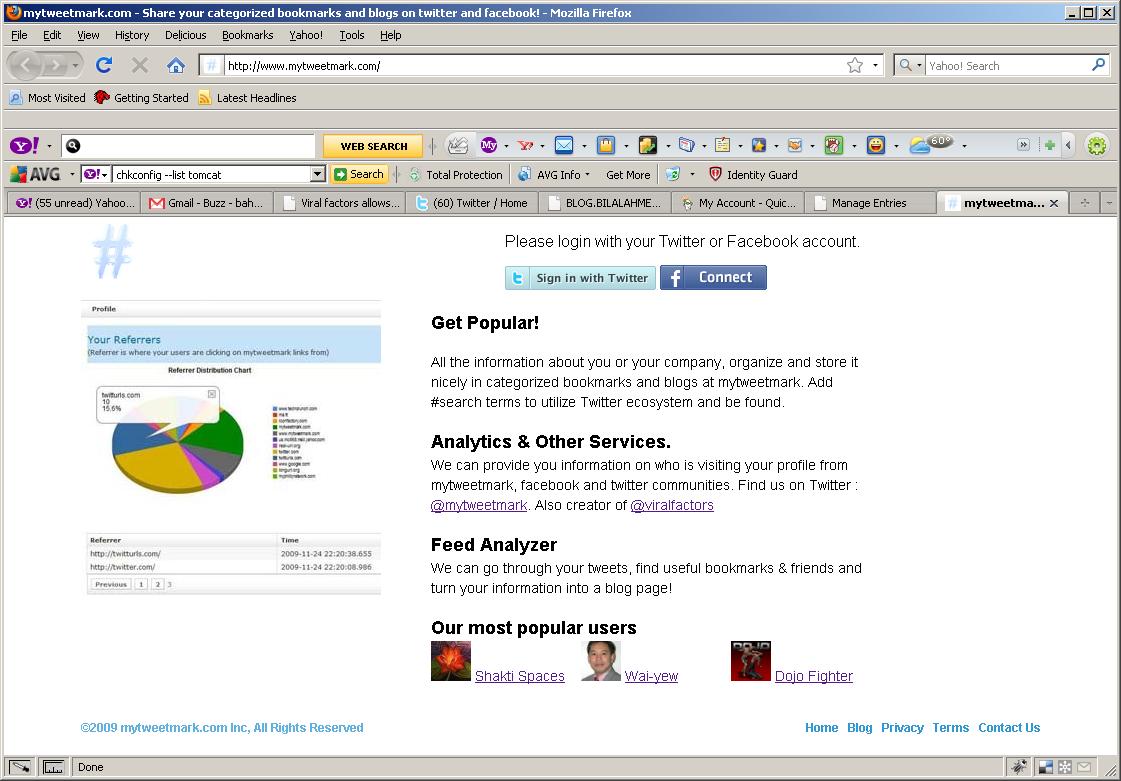 mytweetmark.com - Share your categorized bookmarks and blogs on twitter and facebook! - Mozilla Firefox
File Edit View History Delicious Bookmarks Yahoo! Tools Help
http://www.mytweetmark.com/
Yahoo! Search
Most Visited Getting Started Latest Headlines
Y! WEB SEARCH My 60°
AVG Y! chkconfig --list tomcat Search Total Protection AVG Info Get More Identity Guard
Y! (55 unread) Yahoo... Gmail - Buzz - bah... Viral factors allows... (60) Twitter / Home BLOG.BILALAHME... My Account - Quic... Manage Entries # mytweetma...
#
Please login with your Twitter or Facebook account.
t Sign in with Twitter f Connect
Profile
Your Referrers
(Referrer is where your users are clicking on mytweetmark links from)
Referrer Distribution Chart
twitturls.com
10
15.6%
www.mytweetmark.com
twitter.com
twitturls.com
www.google.com
Referrer Time
http://twitturls.com/ 2009-11-24 22:20:38.655
http://twitter.com/ 2009-11-24 22:20:08.986
Previous 1 2 3
Get Popular!
All the information about you or your company, organize and store it
nicely in categorized bookmarks and blogs at mytweetmark. Add
#search terms to utilize Twitter ecosystem and be found.
Analytics & Other Services.
We can provide you information on who is visiting your profile from
mytweetmark, facebook and twitter communities. Find us on Twitter :
@mytweetmark. Also creator of @viralfactors
Feed Analyzer
We can go through your tweets, find useful bookmarks & friends and
turn your information into a blog page!
Our most popular users
DOJO
Shakti Spaces Wai-yew Dojo Fighter
©2009 mytweetmark.com Inc, All Rights Reserved Home Blog Privacy Terms Contact Us
Done